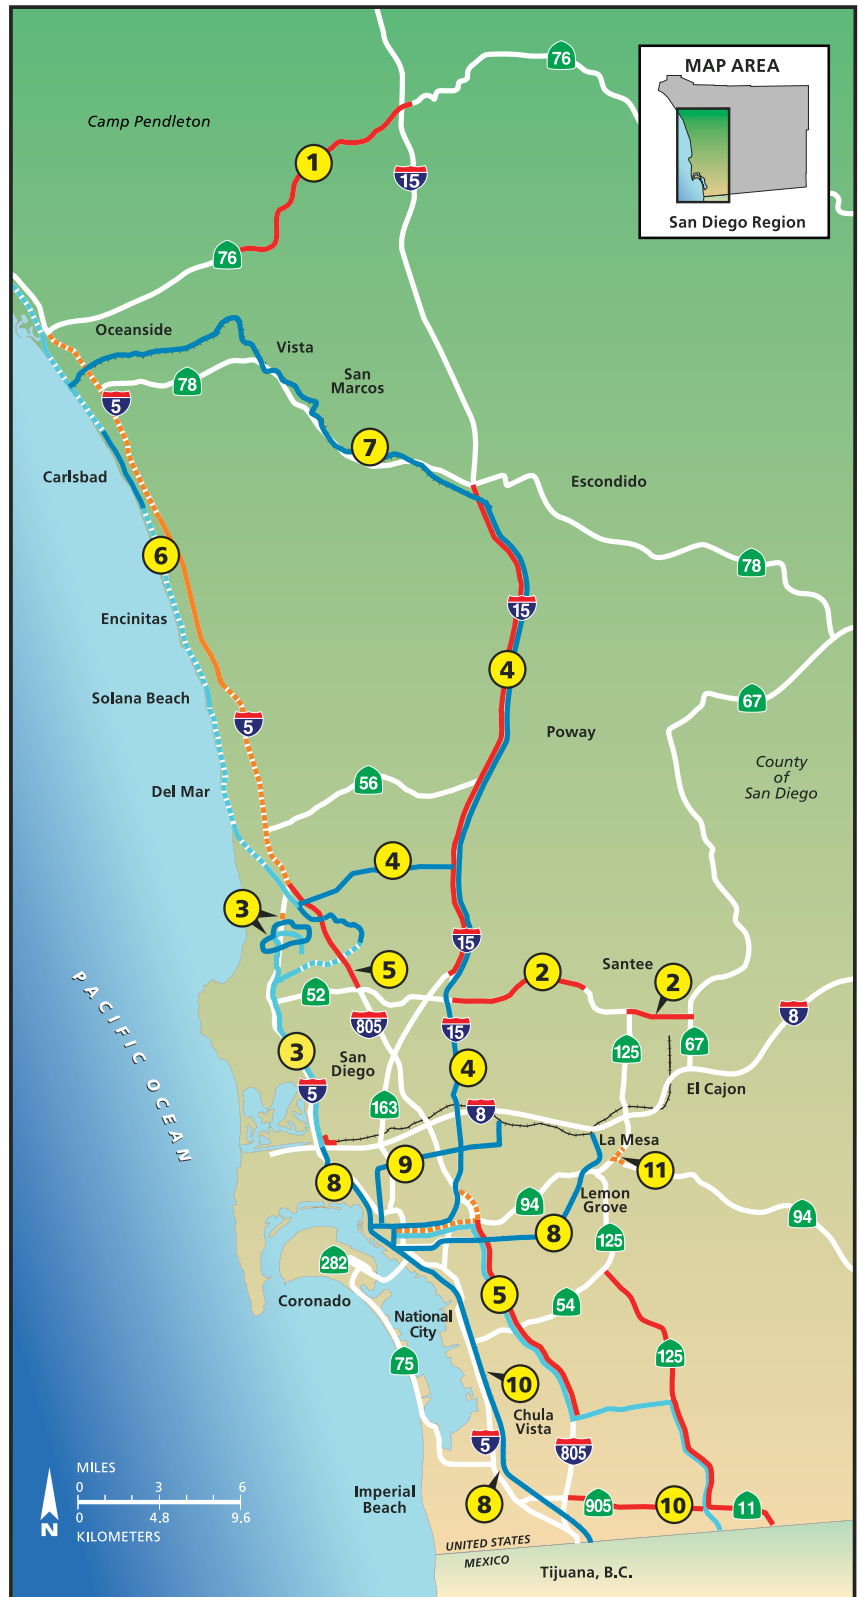 76
MAP AREA
San Diego Region
Camp Pendleton
1
15
76
Oceanside
Vista
San
Marcos
78
5
7
Carlsbad
Escondido
6
78
15
Encinitas
4
67
Solana Beach
5
Poway
County
of
San Diego
56
Del Mar
4
3
15
5
Santee
2
2
52
PACIFIC OCEAN
805
15
8
3
San
Diego
125
67
4
5
El Cajon
163
8
La Mesa
9
11
8
Lemon
Grove
94
94
8
125
282
5
Coronado
54
National
City
75
125
10
Chula
Vista
5
805
MILES
0 3 6
4.8 9.6
KILOMETERS
N
Imperial
Beach
8
905
10
11
UNITED STATES
MEXICO
Tijuana, B.C.